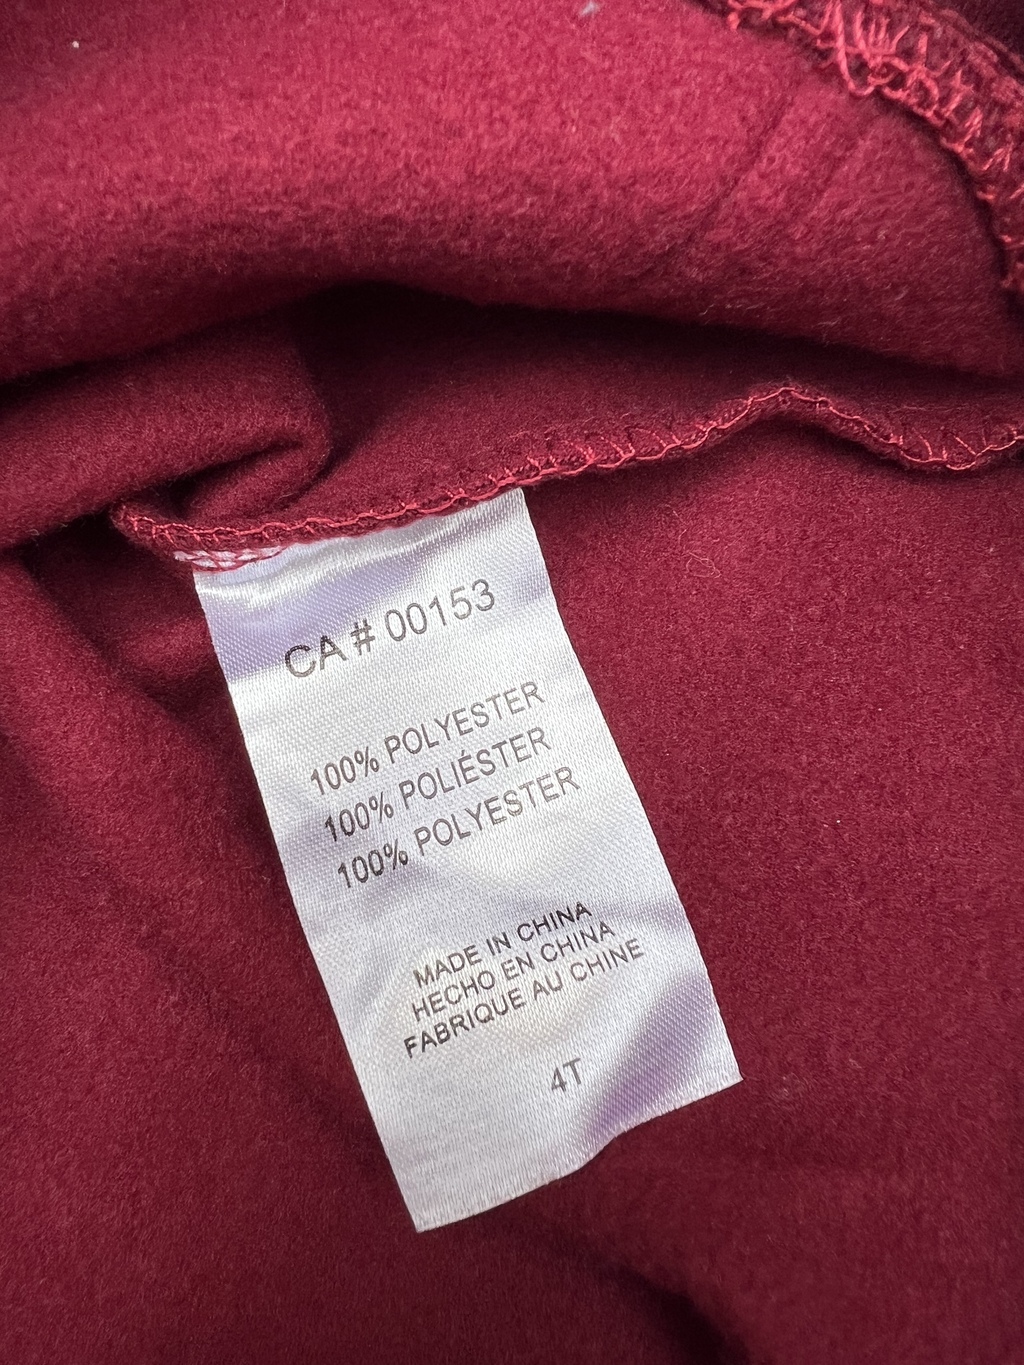 CA # 00153
100% POLYESTER
100% POLIÉSTER
100% POLYESTER
MADE IN CHINA
HECHO EN CHINA
FABRIQUE AU CHINE
4T